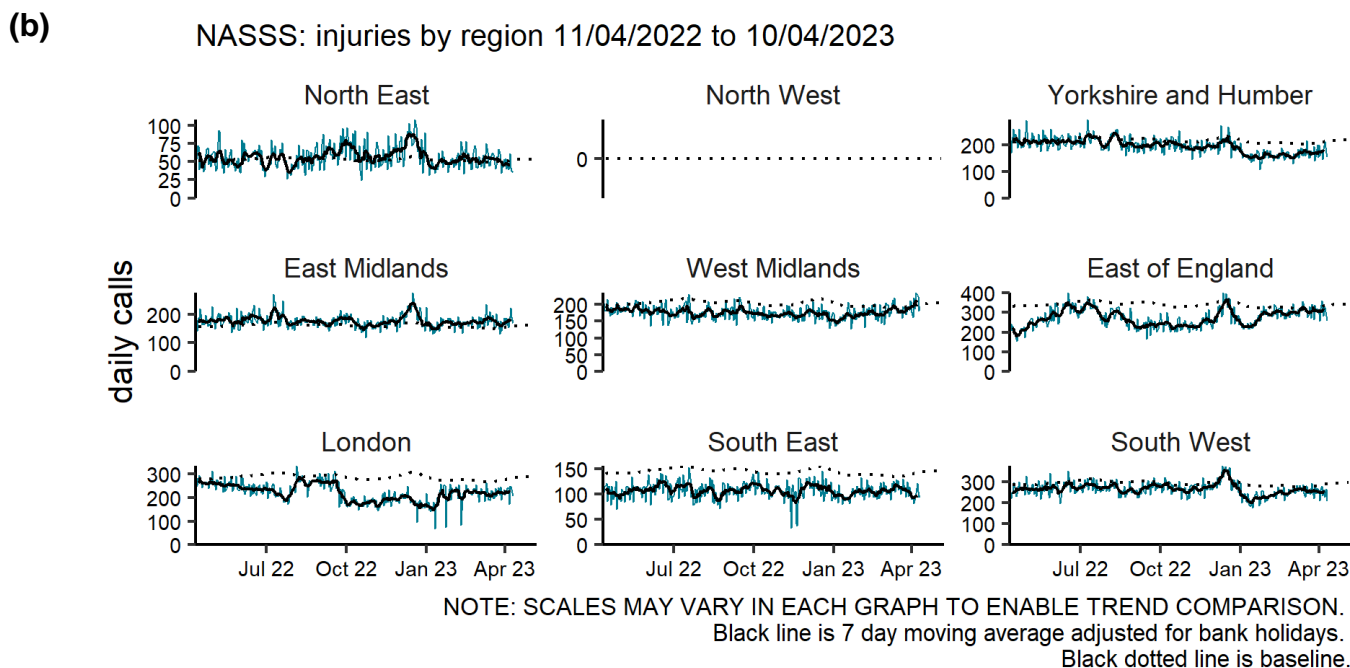 (b)
NASSS: injuries by region 11/04/2022 to 10/04/2023
North East
North West
Yorkshire and Humber
100
75
50
25
0
0
200
100
0
daily calls
East Midlands
West Midlands
East of England
200
100
0
200
150
100
50
0
400
300
200
100
0
London
South East
South West
300
200
100
0
150
100
50
0
300
200
100
0
Jul 22 Oct 22 Jan 23 Apr 23
Jul 22 Oct 22 Jan 23 Apr 23
Jul 22 Oct 22 Jan 23 Apr 23
NOTE: SCALES MAY VARY IN EACH GRAPH TO ENABLE TREND COMPARISON.
Black line is 7 day moving average adjusted for bank holidays.
Black dotted line is baseline.